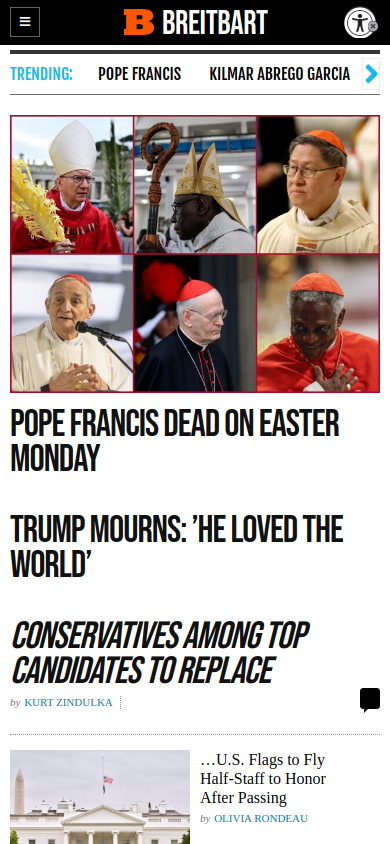 BREITBART
TRENDING:
POPE FRANCIS
KILMAR ABREGO GARCIA
POPE FRANCIS DEAD ON EASTER
MONDAY
TRUMP MOURNS: ’HE LOVED THE
WORLD’
CONSERVATIVES AMONG TOP
CANDIDATES TO REPLACE
by KURT ZINDULKA
…U.S. Flags to Fly
Half-Staff to Honor
After Passing
by OLIVIA RONDEAU